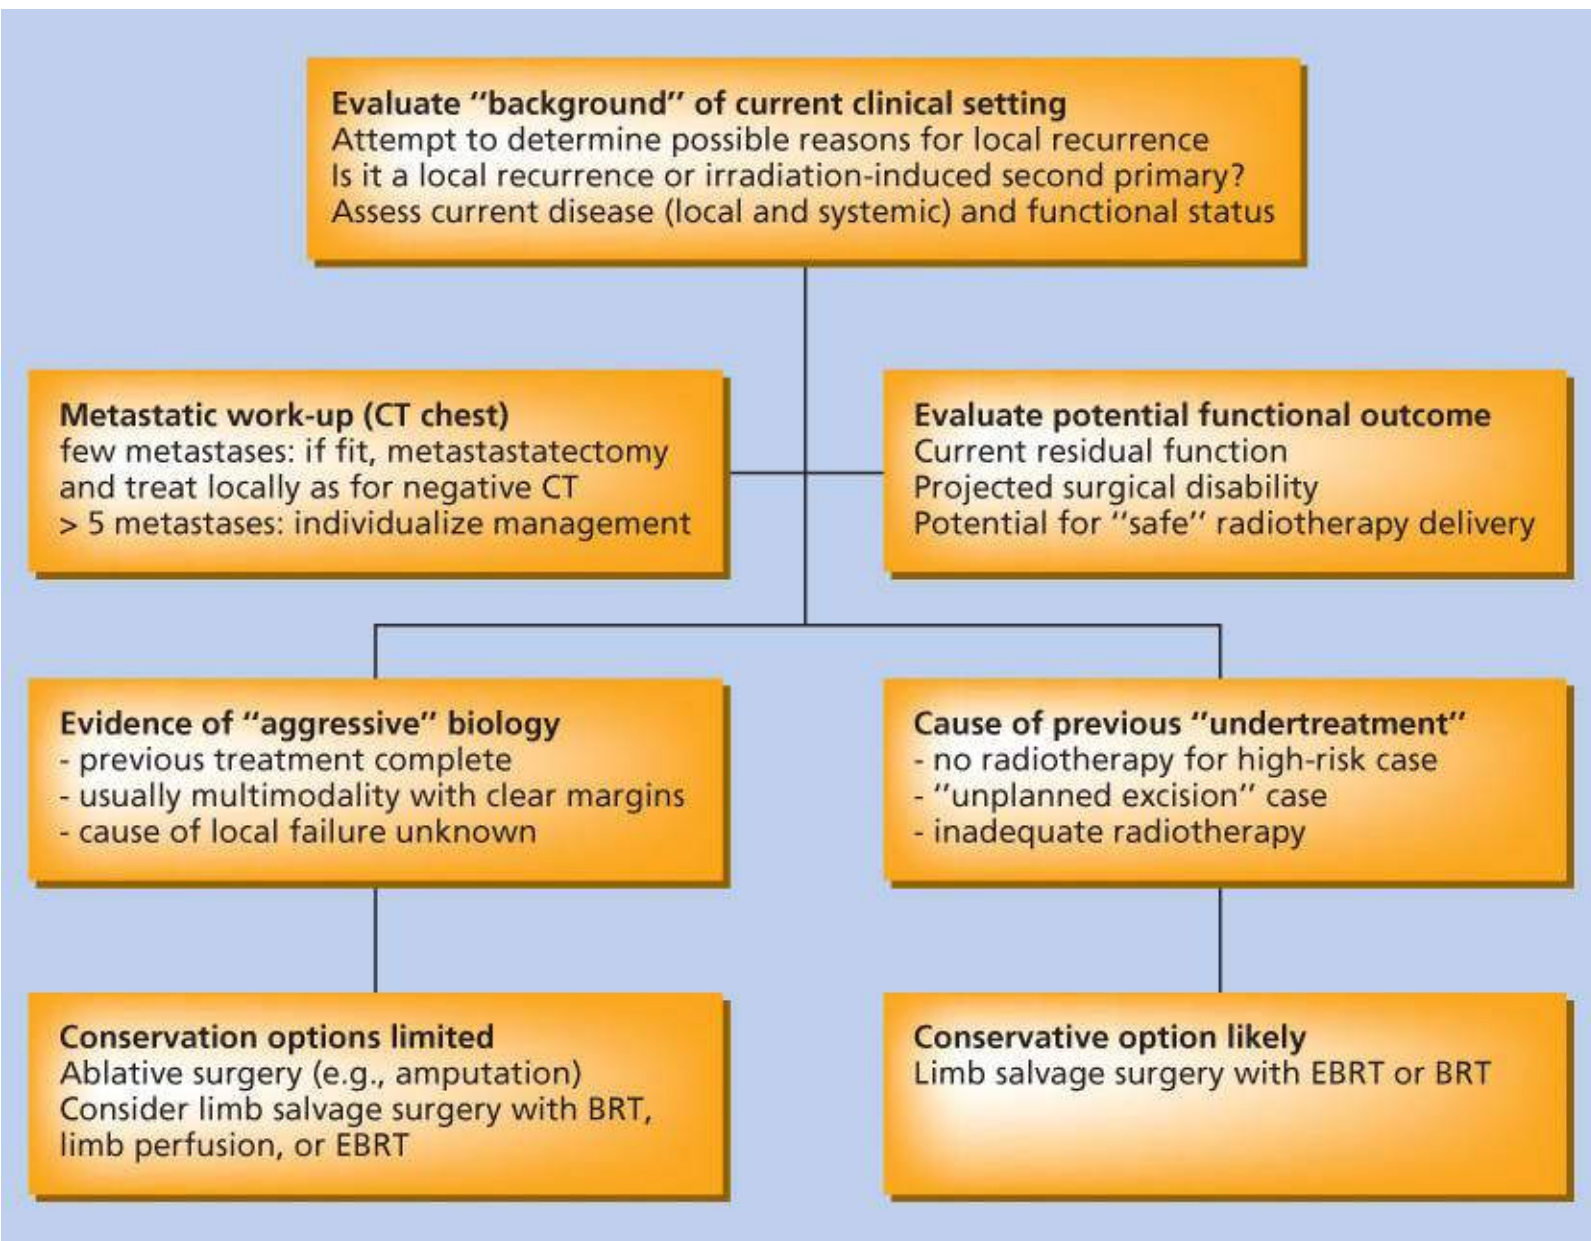 Evaluate "background" of current clinical setting
Attempt to determine possible reasons for local recurrence
Is it a local recurrence or irradiation-induced second primary?
Assess current disease (local and systemic) and functional status
Metastatic work-up (CT chest)
few metastases: if fit, metastastatectomy
and treat locally as for negative CT
> 5 metastases: individualize management
Evaluate potential functional outcome
Current residual function
Projected surgical disability
Potential for "safe" radiotherapy delivery
Evidence of "aggressive" biology
- previous treatment complete
- usually multimodality with clear margins
- cause of local failure unknown
Cause of previous "undertreatment"
- no radiotherapy for high-risk case
- "unplanned excision" case
- inadequate radiotherapy
Conservation options limited
Ablative surgery (e.g., amputation)
Consider limb salvage surgery with BRT,
limb perfusion, or EBRT
Conservative option likely
Limb salvage surgery with EBRT or BRT